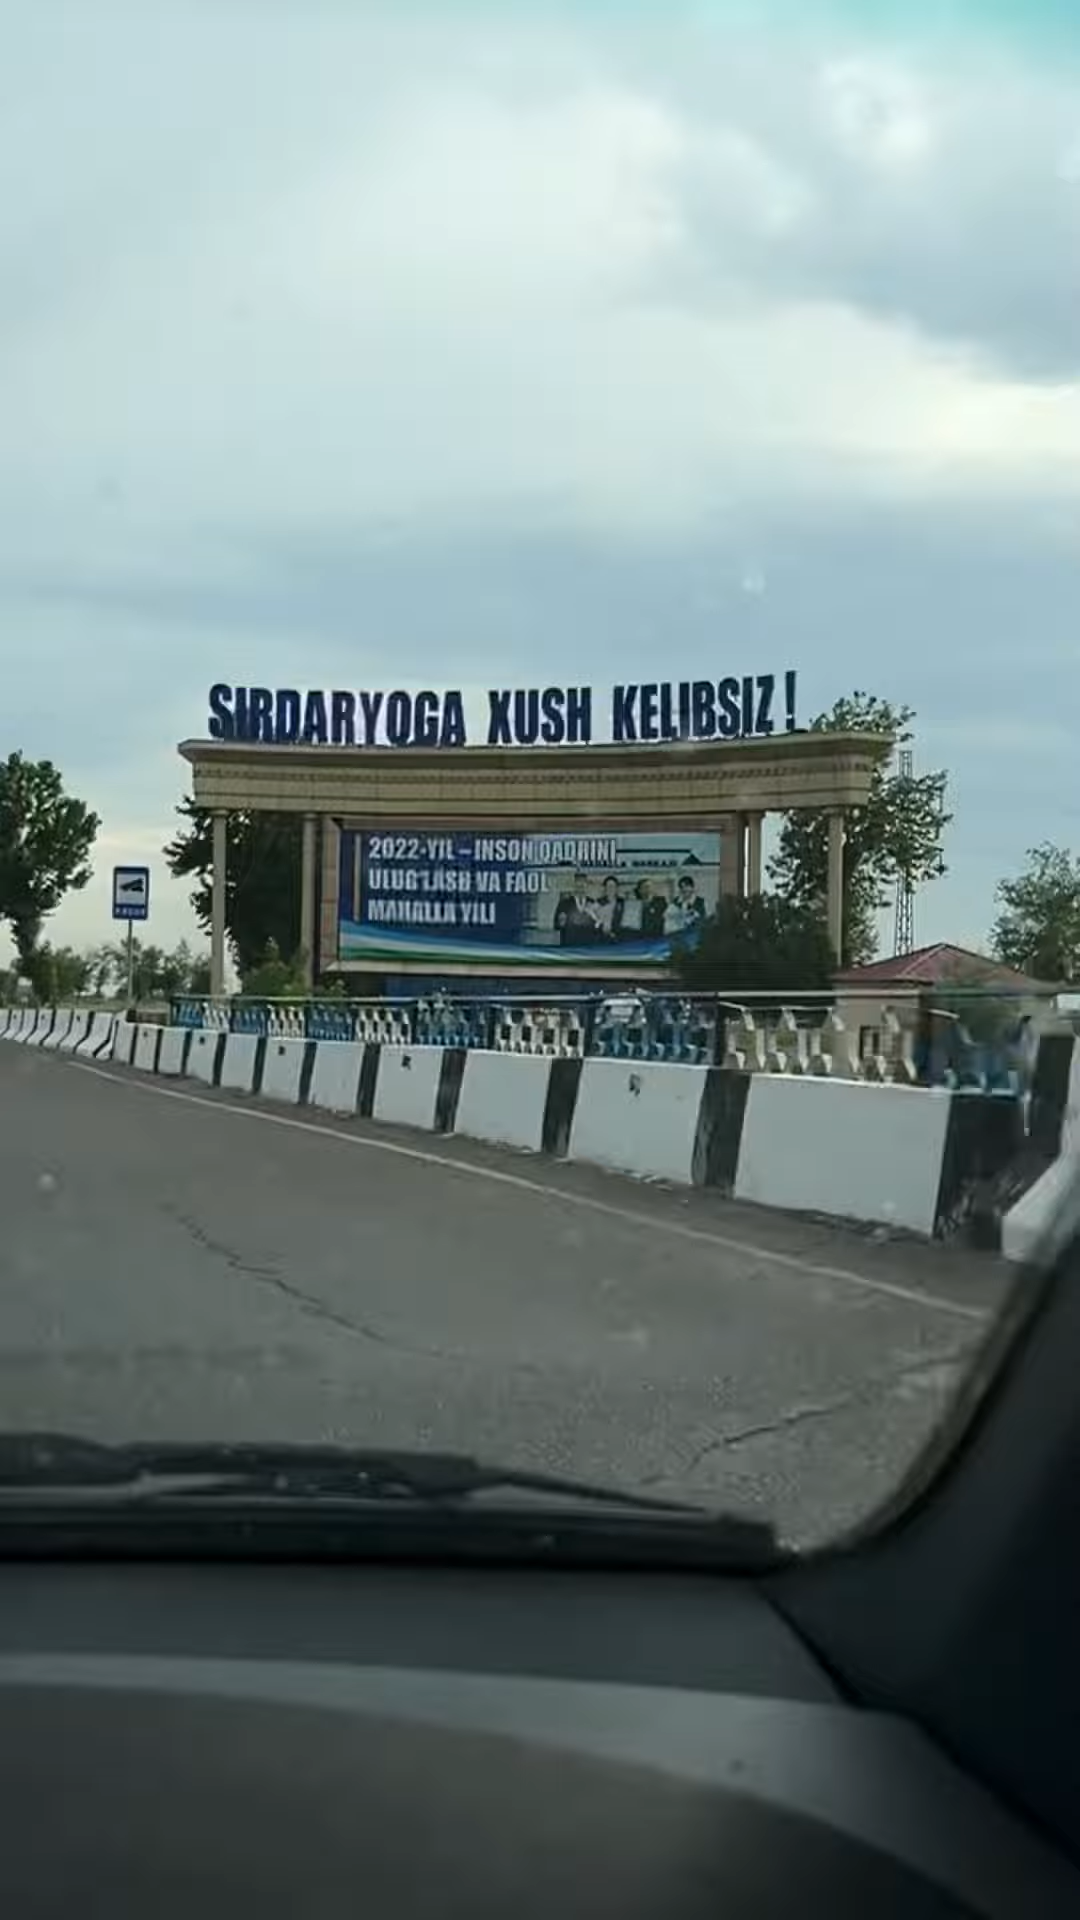 SIRDARYOGA XUSH KELIBSIZ!
2022-YIL – INSON QADRINI
ULUG'LASH VA FAOL
MAHALLA YILI